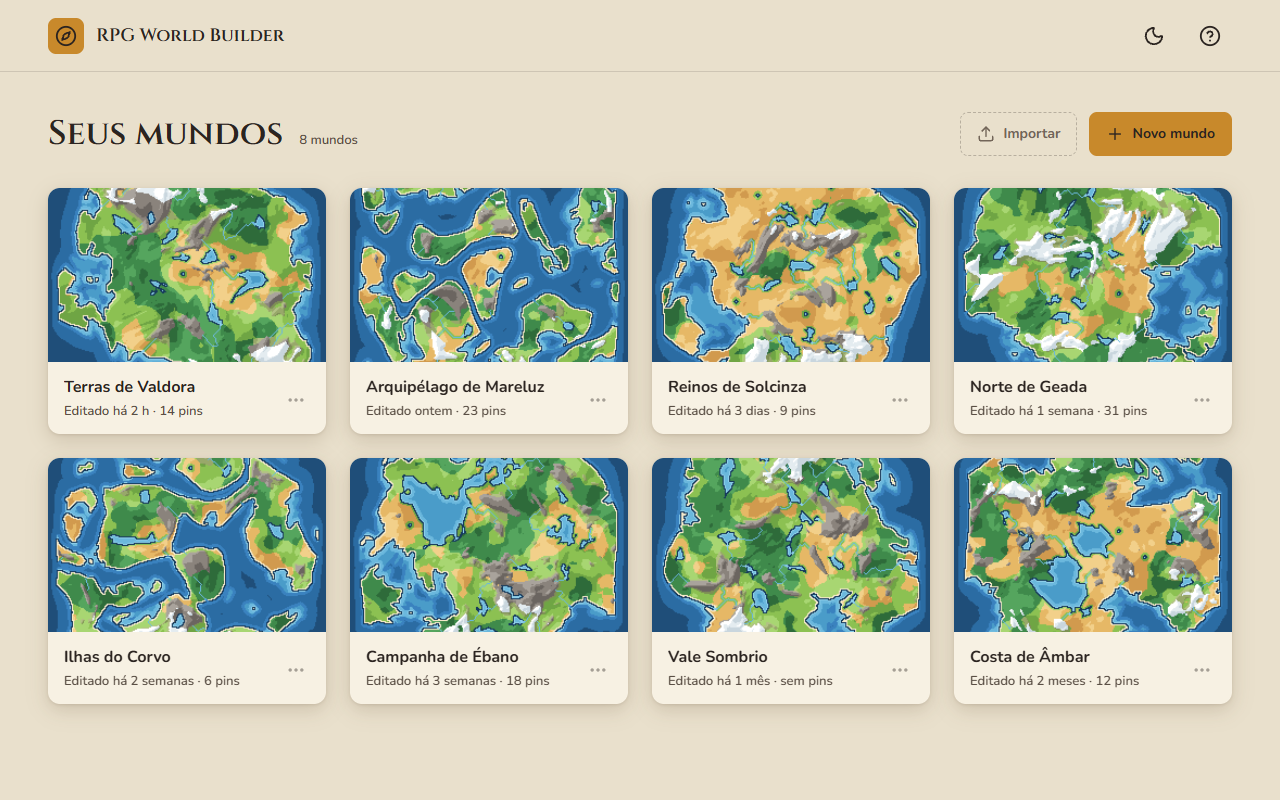 RPG World Builder
Seus mundos
8 mundos
Importar
Novo mundo
Terras de Valdora
Editado há 2 h · 14 pins
Arquipélago de Mareluz
Editado ontem · 23 pins
Reinos de Solcinza
Editado há 3 dias · 9 pins
Norte de Geada
Editado há 1 semana · 31 pins
Ilhas do Corvo
Editado há 2 semanas · 6 pins
Campanha de Ébano
Editado há 3 semanas · 18 pins
Vale Sombrio
Editado há 1 mês · sem pins
Costa de Âmbar
Editado há 2 meses · 12 pins